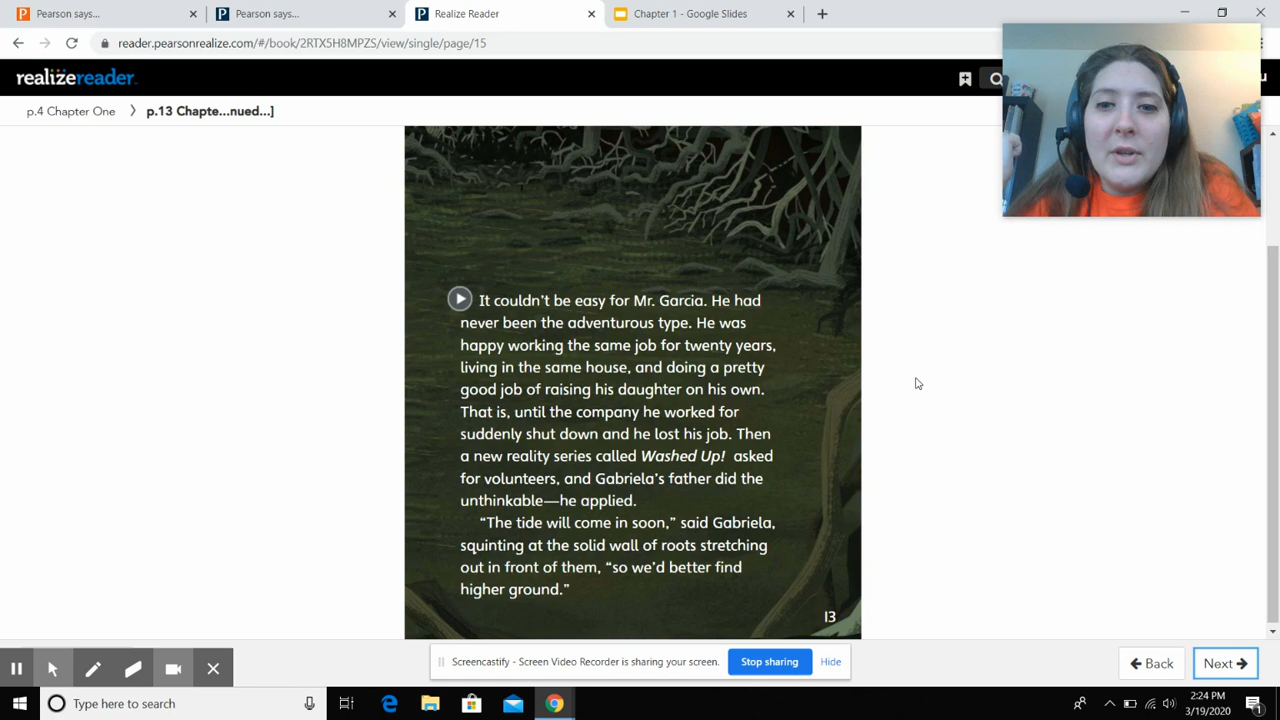 Pearson says...
Pearson says...
Realize Reader
Chapter 1 - Google Slides
reader.pearsonrealize.com/#/book/2RTX5H8MPZS/view/single/page/15
realizereader
p.4 Chapter One
p.13 Chapte...nued...]
It couldn't be easy for Mr. Garcia. He had
never been the adventurous type. He was
happy working the same job for twenty years,
living in the same house, and doing a pretty
good job of raising his daughter on his own.
That is, until the company he worked for
suddenly shut down and he lost his job. Then
a new reality series called Washed Up! asked
for volunteers, and Gabriela's father did the
unthinkable—he applied.
"The tide will come in soon," said Gabriela,
squinting at the solid wall of roots stretching
out in front of them, "so we'd better find
higher ground."
13
Screencastify - Screen Video Recorder is sharing your screen.
Stop sharing
Hide
Back
Next
Type here to search
2:24 PM
3/19/2020
1